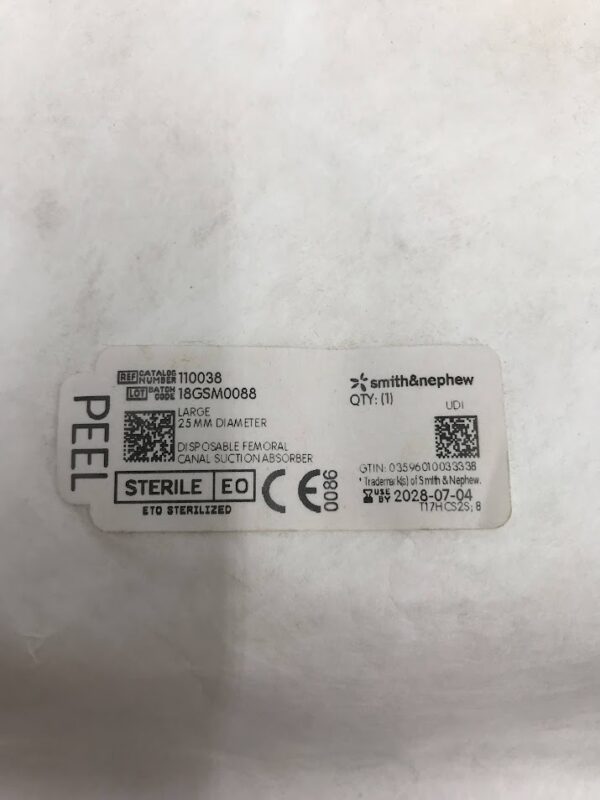 PEEL
REF CATALOG NUMBER 110038
LOT BATCH CODE 18GSM0088
LARGE
25 MM DIAMETER
DISPOSABLE FEMORAL
CANAL SUCTION ABSORBER
STERILE EO
ETO STERILIZED
CE 0086
smith&nephew
QTY: (1)
UDI
GTIN: 03596010033338
* Trademark(s) of Smith & Nephew.
USE BY 2028-07-04
T17HCS2S; 8